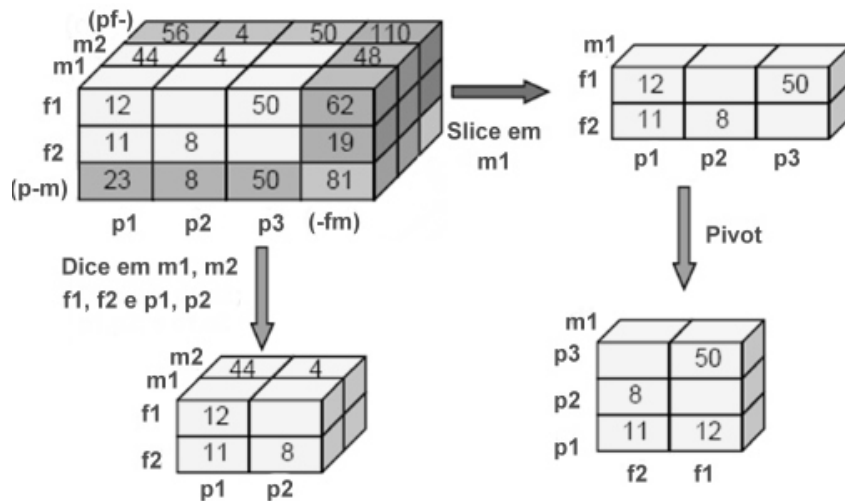 (pf-) 56 4 50 110
m2 44 4 48
m1
f1 12 50 62
f2 11 8 19
(p-m) 23 8 50 81
p1 p2 p3 (-fm)
Slice em
m1
m1
f1 12 50
f2 11 8
p1 p2 p3
Dice em m1, m2
f1, f2 e p1, p2
Pivot
m2 44 4
m1
f1 12
f2 11 8
p1 p2
m1
p3 50
p2 8
p1 11 12
f2 f1